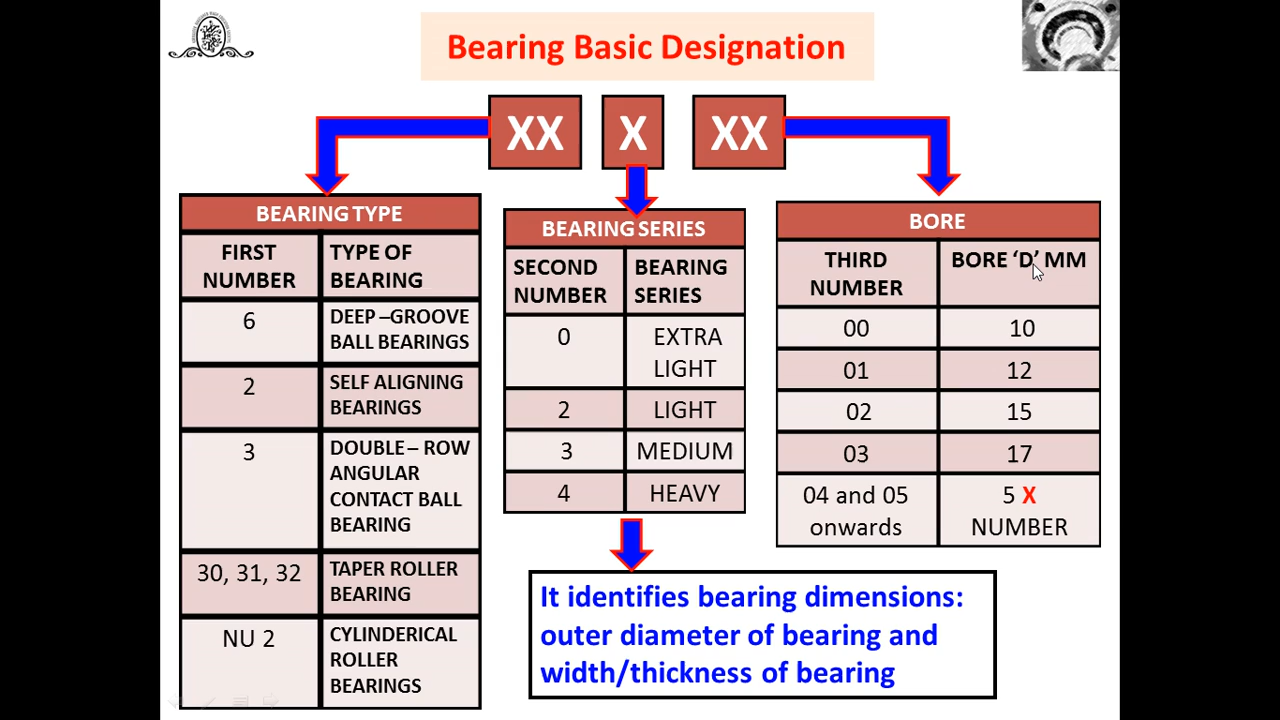 Bearing Basic Designation
XX X XX
BEARING TYPE
FIRST NUMBER
TYPE OF BEARING
6
DEEP –GROOVE
BALL BEARINGS
2
SELF ALIGNING
BEARINGS
3
DOUBLE – ROW
ANGULAR
CONTACT BALL
BEARING
30, 31, 32
TAPER ROLLER
BEARING
NU 2
CYLINDERICAL
ROLLER
BEARINGS
BEARING SERIES
SECOND NUMBER
BEARING SERIES
0
EXTRA
LIGHT
2
LIGHT
3
MEDIUM
4
HEAVY
It identifies bearing dimensions:
outer diameter of bearing and
width/thickness of bearing
BORE
THIRD NUMBER
BORE ‘D’ MM
00
10
01
12
02
15
03
17
04 and 05
onwards
5 X
NUMBER